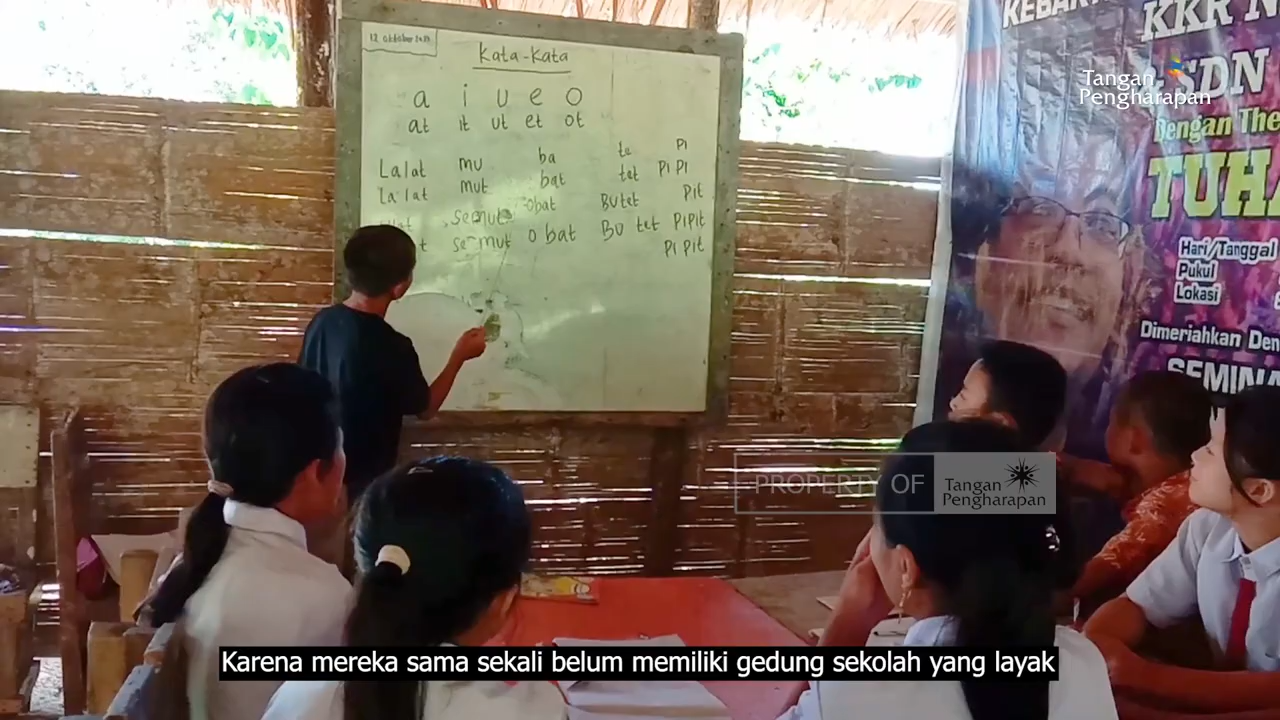 12 Oktober
Kata-Kata
a i u e o
at it ut et ot
Lalat mu ba te Pi
la lat mut bat tet Pi Pi
semut obat Butet Pit
se mut o bat Bu tet PiPit
Pi Pit
KKR
SDN
Dengan The
TUHA
Hari/Tanggal
Pukul
Lokasi
Dimeriahkan Den
SEMINA
Tangan
Pengharapan
PROPERTY OF Tangan
Pengharapan
Karena mereka sama sekali belum memiliki gedung sekolah yang layak